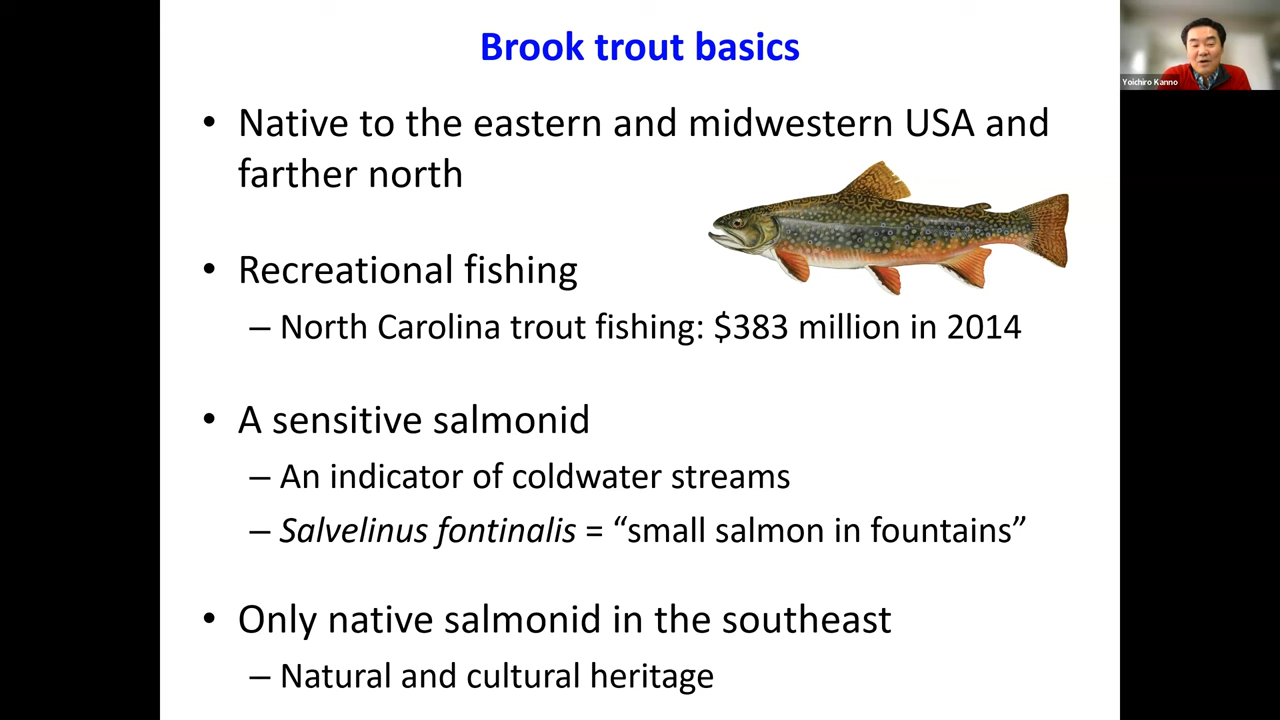 Brook trout basics
Yoichiro Kanno
• Native to the eastern and midwestern USA and
farther north
• Recreational fishing
– North Carolina trout fishing: $383 million in 2014
• A sensitive salmonid
– An indicator of coldwater streams
– Salvelinus fontinalis = “small salmon in fountains”
• Only native salmonid in the southeast
– Natural and cultural heritage